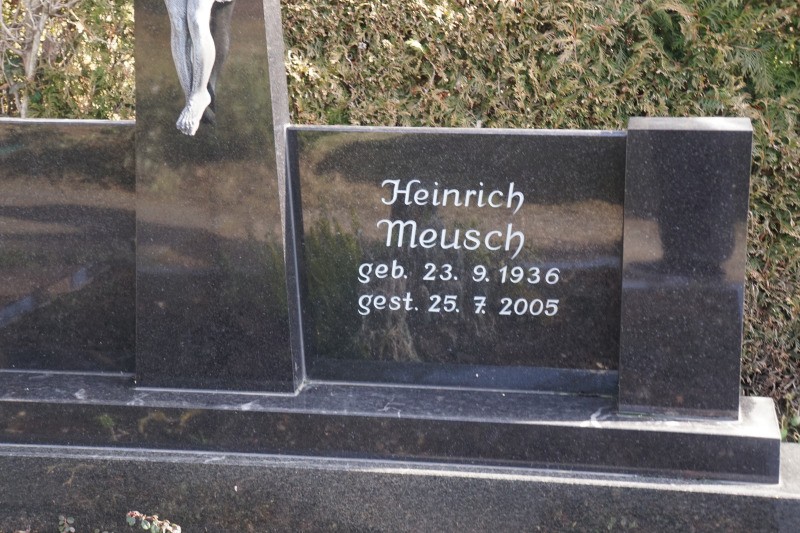 Heinrich
Meusch
geb. 23. 9. 1936
gest. 25. 7. 2005